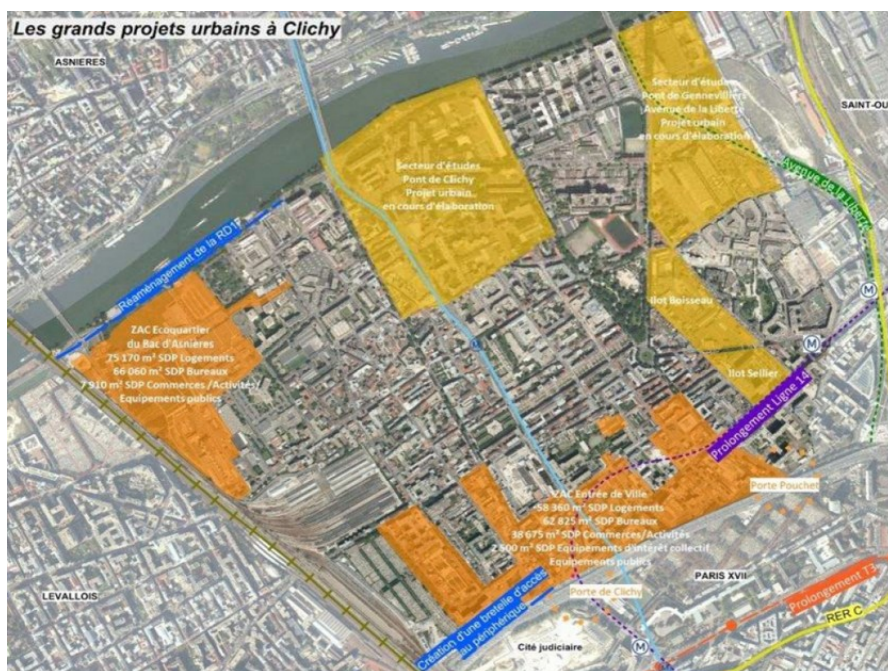 Les grands projets urbains à Clichy
ASNIERES
SAINT-OU
Secteur d'études
Pont de Clichy
Projet urbain
en cours d'élaboration
Secteur d'études
Pont de Gennevilliers
Avenue de la Liberté
Projet urbain
en cours d'élaboration
Avenue de la Liberté
Réaménagement de la RD1
ZAC Ecoquartier
du Bac d'Asnières
75 170 m² SDP Logements
66 060 m² SDP Bureaux
7 910 m² SDP Commerces /Activités/
Equipements publics
Ilot Boisseau
M
M
Ilot Seiller
Prolongement Ligne 14
ZAC Entrée de Ville
58 360 m² SDP Logements
62 825 m² SDP Bureaux
38 675 m² SDP Commerces/Activités
2 500 m² SDP Equipements d'intérêt collectif
Equipements publics
Porte Pouchet
PARIS XVII
Porte de Clichy
Prolongement T3
RER C
LEVALLOIS
Création d'une bretelle d'accès
au périphérique
Cité judiciaire
M